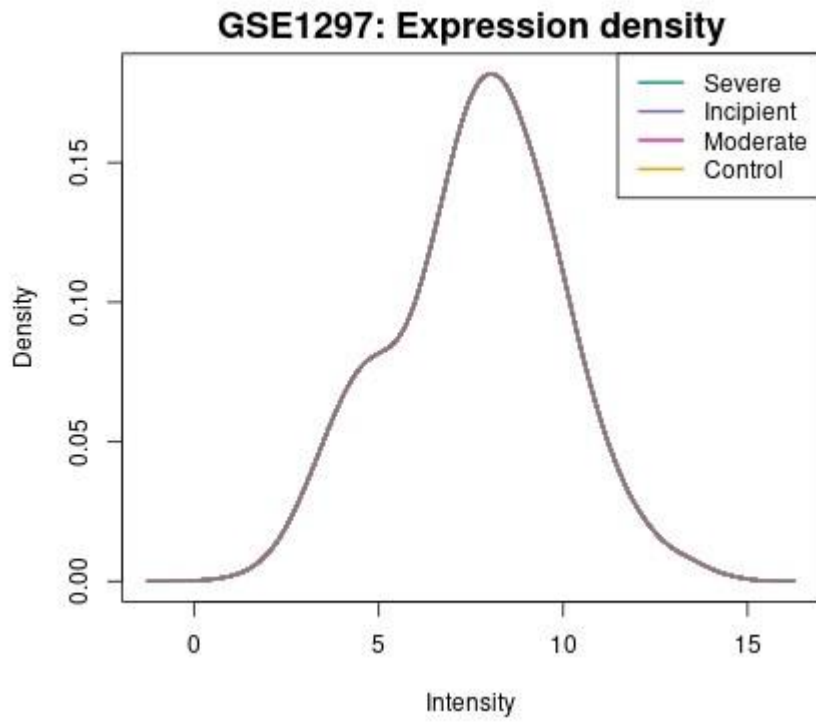 GSE1297: Expression density
Severe
Incipient
Moderate
Control
Density
0.15
0.10
0.05
0.00
0 5 10 15
Intensity